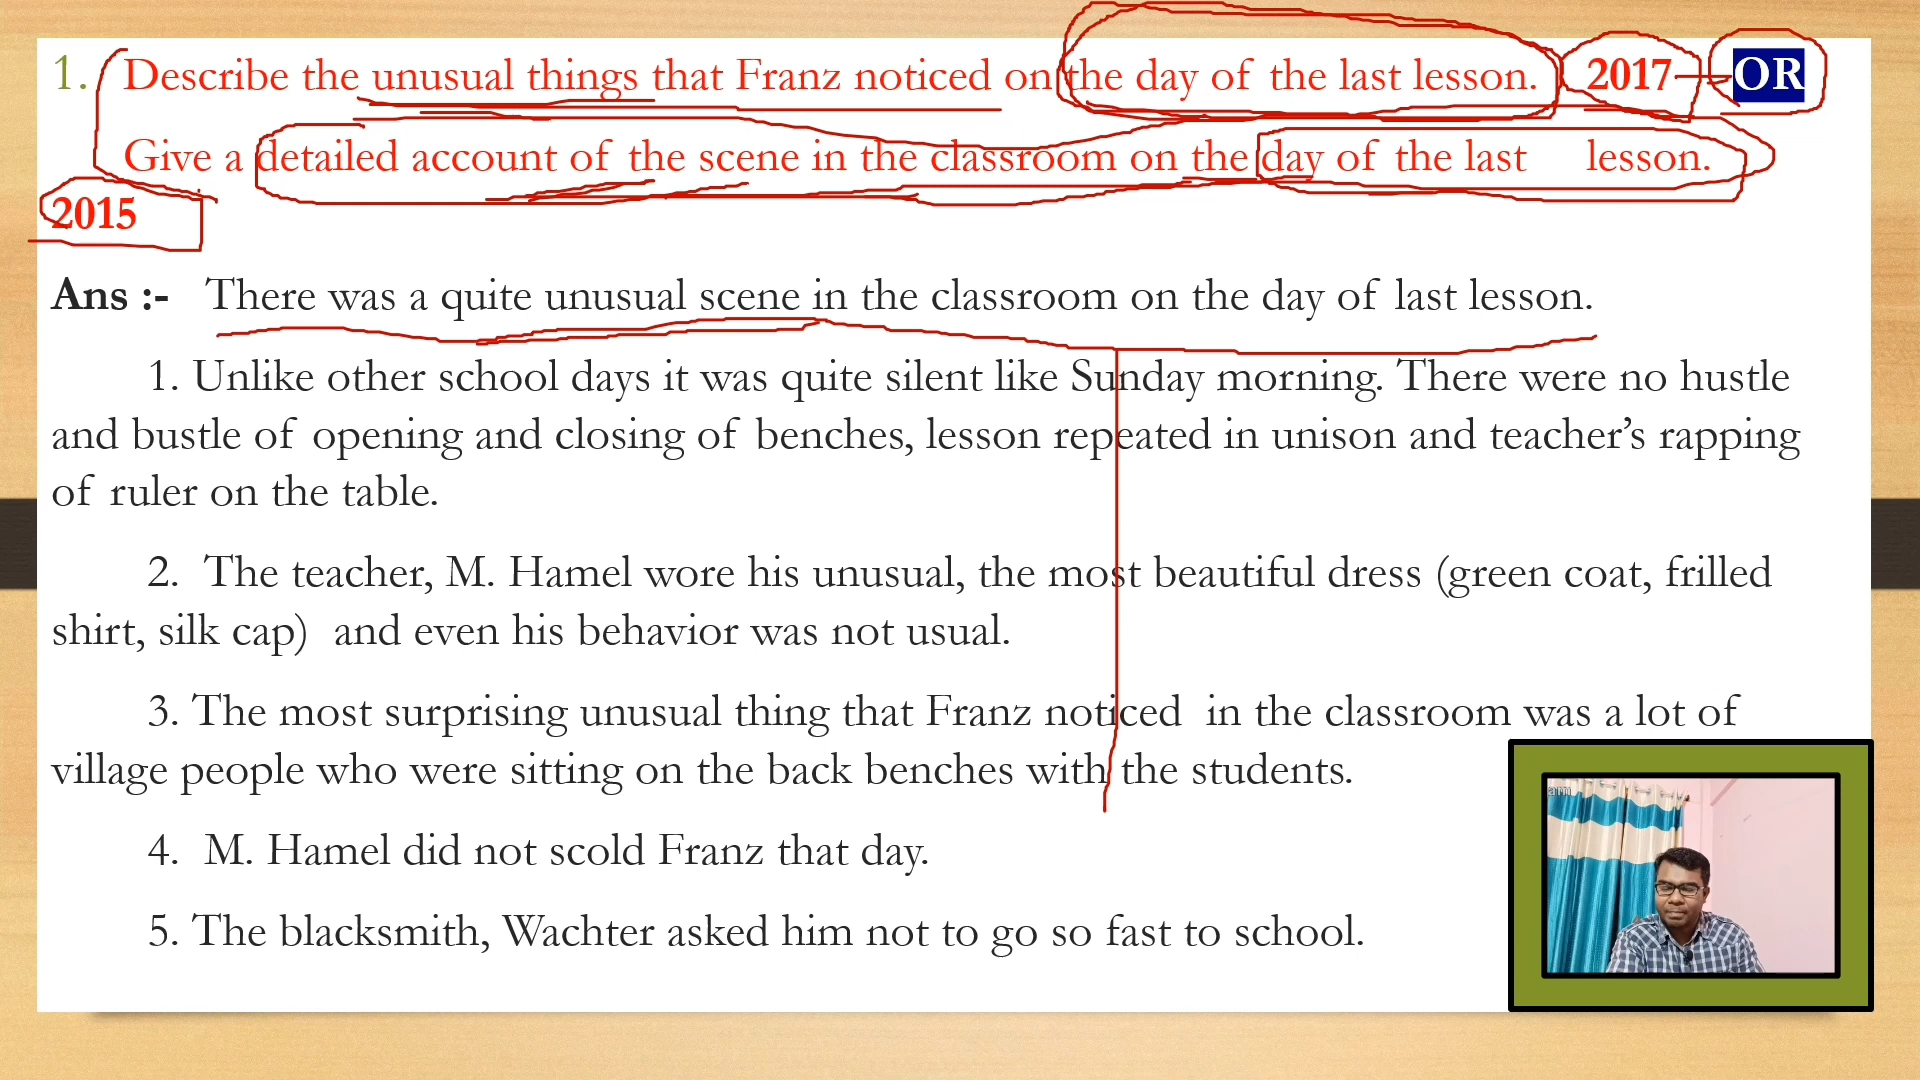 1. Describe the unusual things that Franz noticed on the day of the last lesson. 2017 OR
Give a detailed account of the scene in the classroom on the day of the last lesson.
2015
Ans :- There was a quite unusual scene in the classroom on the day of last lesson.
1. Unlike other school days it was quite silent like Sunday morning. There were no hustle
and bustle of opening and closing of benches, lesson repeated in unison and teacher’s rapping
of ruler on the table.
2. The teacher, M. Hamel wore his unusual, the most beautiful dress (green coat, frilled
shirt, silk cap) and even his behavior was not usual.
3. The most surprising unusual thing that Franz noticed in the classroom was a lot of
village people who were sitting on the back benches with the students.
4. M. Hamel did not scold Franz that day.
5. The blacksmith, Wachter asked him not to go so fast to school.